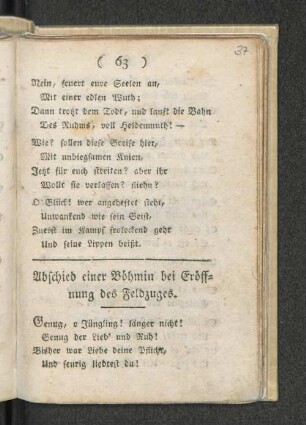 ( 63 )
37
Nein, feuert eure Seelen an,
Mit einer edlen Wuth;
Dann trotzt dem Todt, und lauft die Bahn
Des Ruhms, voll Heldenmuth! —
Wie? sollen diese Greise hier,
Mit unbiegsamen Knien,
Jetzt für euch streiten? aber ihr
Wollt sie verlassen? fliehn?
O Glück! wer angefestet steht,
Unwankend wie sein Geist,
Zuerst im Kampf frolockend geht
Und seine Lippen beißt.
Abschied einer Böhmin bei Eröff-
nung des Feldzuges.
Genug, o Jüngling! länger nicht!
Genug der Lieb' und Ruh!
Bisher war Liebe deine Pflicht,
Und feurig liebtest du!